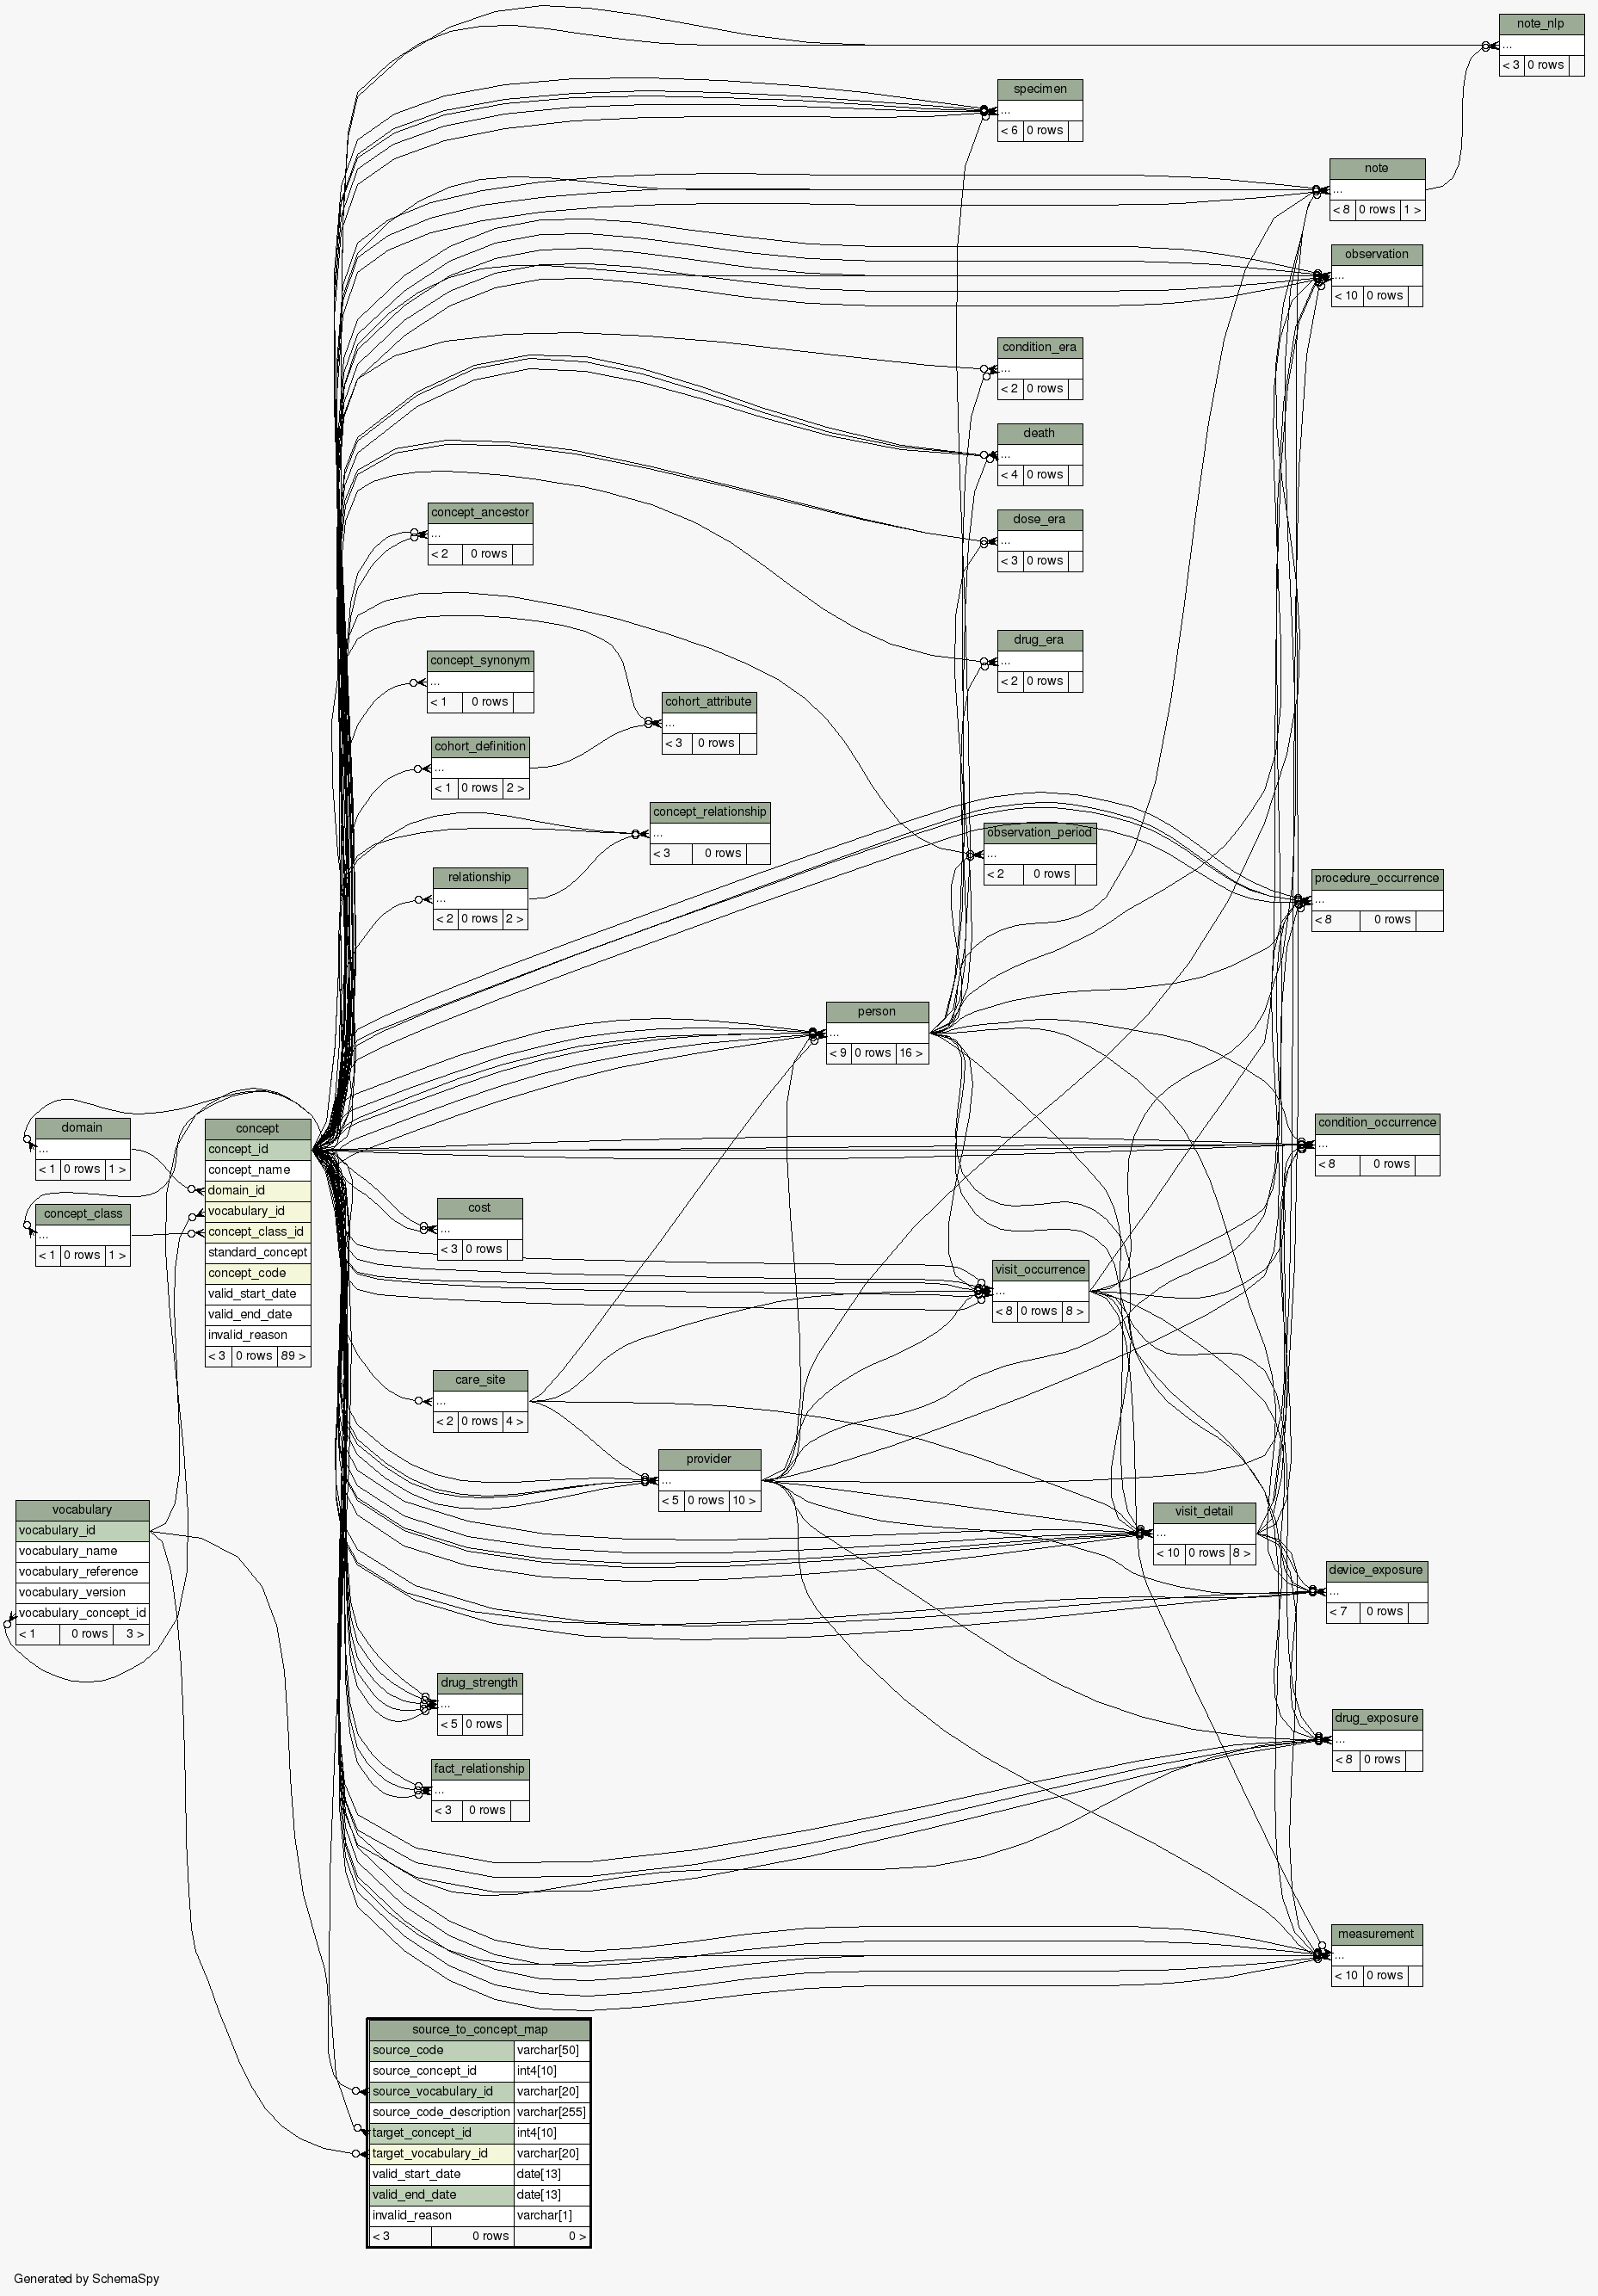 note_nlp
...
< 3 0 rows
specimen
...
< 6 0 rows
note
...
< 8 0 rows 1 >
observation
...
< 10 0 rows
condition_era
...
< 2 0 rows
death
...
< 4 0 rows
concept_ancestor
...
< 2 0 rows
dose_era
...
< 3 0 rows
drug_era
...
< 2 0 rows
concept_synonym
...
< 1 0 rows
cohort_attribute
...
< 3 0 rows
cohort_definition
...
< 1 0 rows 2 >
concept_relationship
...
< 3 0 rows
observation_period
...
< 2 0 rows
relationship
...
< 2 0 rows 2 >
procedure_occurrence
...
< 8 0 rows
person
...
< 9 0 rows 16 >
domain
...
< 1 0 rows 1 >
concept
concept_id
concept_name
domain_id
vocabulary_id
concept_class_id
standard_concept
concept_code
valid_start_date
valid_end_date
invalid_reason
< 3 0 rows 89 >
condition_occurrence
...
< 8 0 rows
concept_class
...
< 1 0 rows 1 >
cost
...
< 3 0 rows
visit_occurrence
...
< 8 0 rows 8 >
care_site
...
< 2 0 rows 4 >
provider
...
< 5 0 rows 10 >
vocabulary
vocabulary_id
vocabulary_name
vocabulary_reference
vocabulary_version
vocabulary_concept_id
< 1 0 rows 3 >
visit_detail
...
< 10 0 rows 8 >
device_exposure
...
< 7 0 rows
drug_strength
...
< 5 0 rows
drug_exposure
...
< 8 0 rows
fact_relationship
...
< 3 0 rows
measurement
...
< 10 0 rows
source_to_concept_map
source_code varchar[50]
source_concept_id int4[10]
source_vocabulary_id varchar[20]
source_code_description varchar[255]
target_concept_id int4[10]
target_vocabulary_id varchar[20]
valid_start_date date[13]
valid_end_date date[13]
invalid_reason varchar[1]
< 3 0 rows 0 >
Generated by SchemaSpy